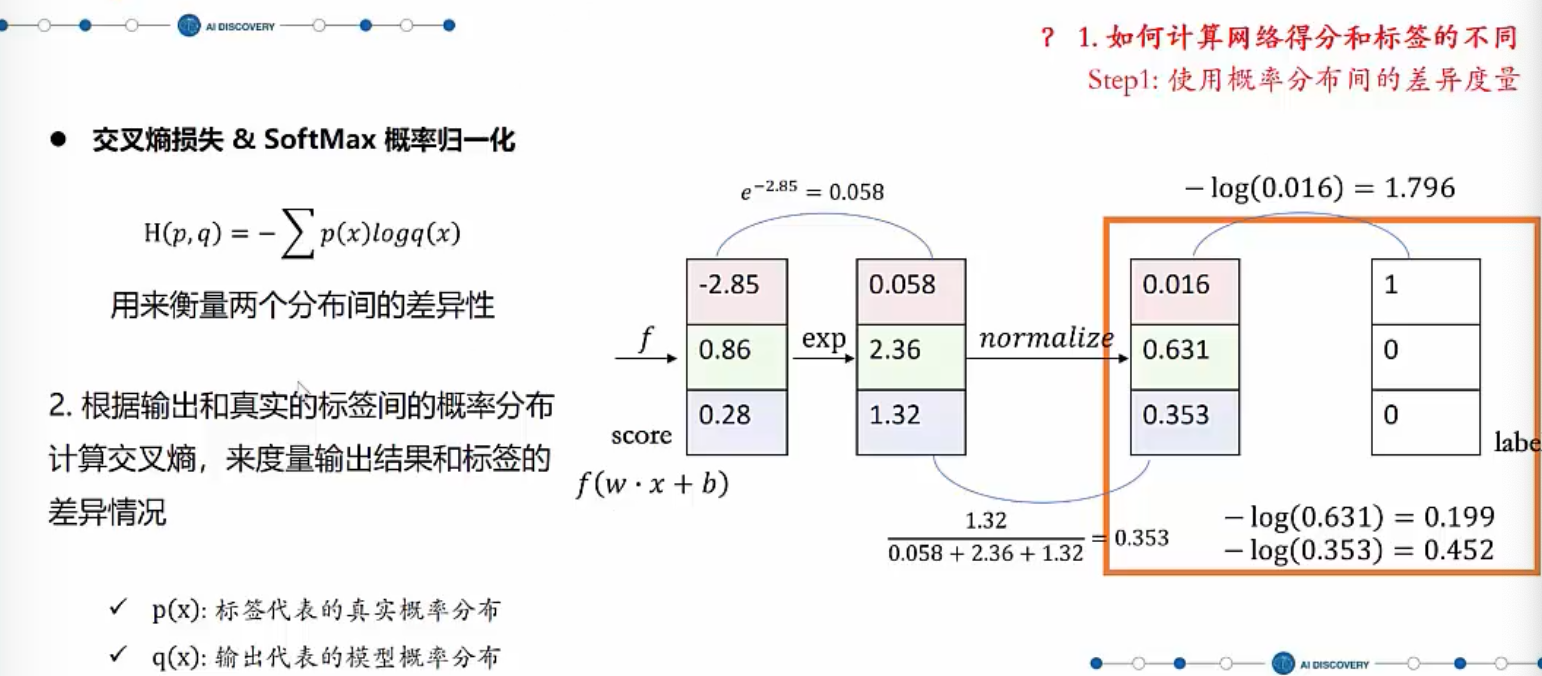 AI DISCOVERY
? 1. 如何计算网络得分和标签的不同
Step1: 使用概率分布间的差异度量
● 交叉熵损失 & SoftMax 概率归一化
H(p, q) = −∑ p(x)logq(x)
用来衡量两个分布间的差异性
2. 根据输出和真实的标签间的概率分布
计算交叉熵，来度量输出结果和标签的
差异情况
✓ p(x): 标签代表的真实概率分布
✓ q(x): 输出代表的模型概率分布
e^−2.85 = 0.058
− log(0.016) = 1.796
-2.85
0.058
0.016
1
f
0.86
exp
2.36
normalize
0.631
0
score
0.28
1.32
0.353
0
labe
f(w · x + b)
1.32
0.058 + 2.36 + 1.32
= 0.353
− log(0.631) = 0.199
− log(0.353) = 0.452
AI DISCOVERY